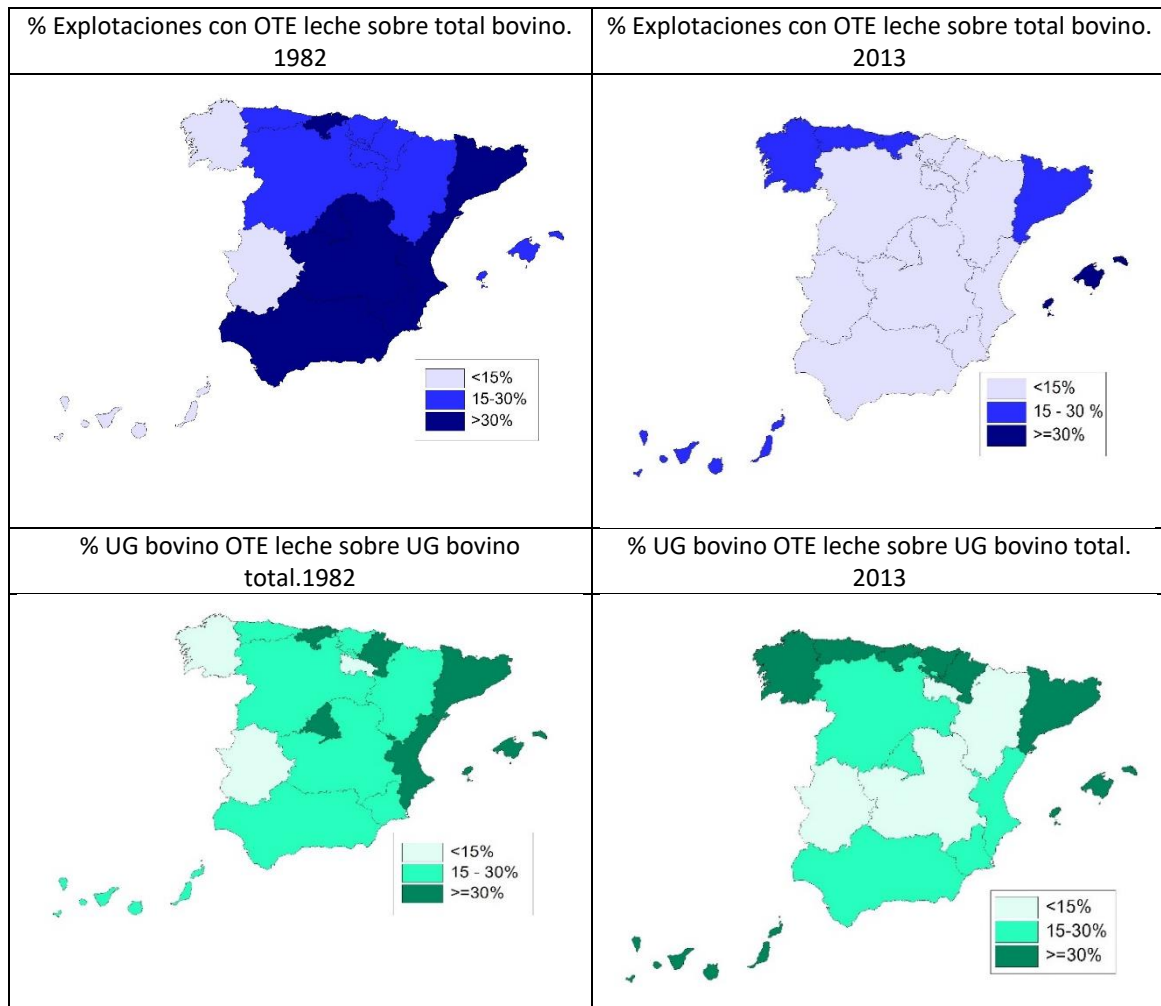 % Explotaciones con OTE leche sobre total bovino.
1982
% Explotaciones con OTE leche sobre total bovino.
2013
<15%
15-30%
>30%
<15%
15 - 30 %
>=30%
% UG bovino OTE leche sobre UG bovino
total.1982
% UG bovino OTE leche sobre UG bovino total.
2013
<15%
15 - 30%
>=30%
<15%
15-30%
>=30%